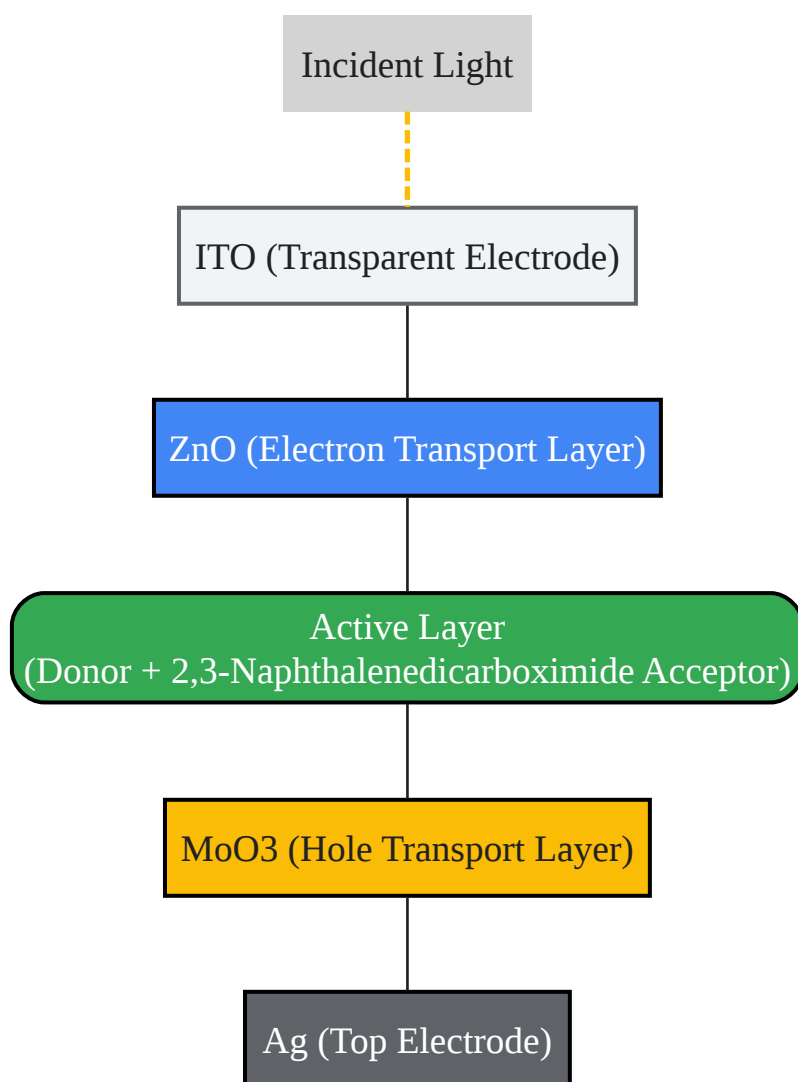 Incident Light
ITO (Transparent Electrode)
ZnO (Electron Transport Layer)
Active Layer
(Donor + 2,3-Naphthalenedicarboximide Acceptor)
MoO3 (Hole Transport Layer)
Ag (Top Electrode)